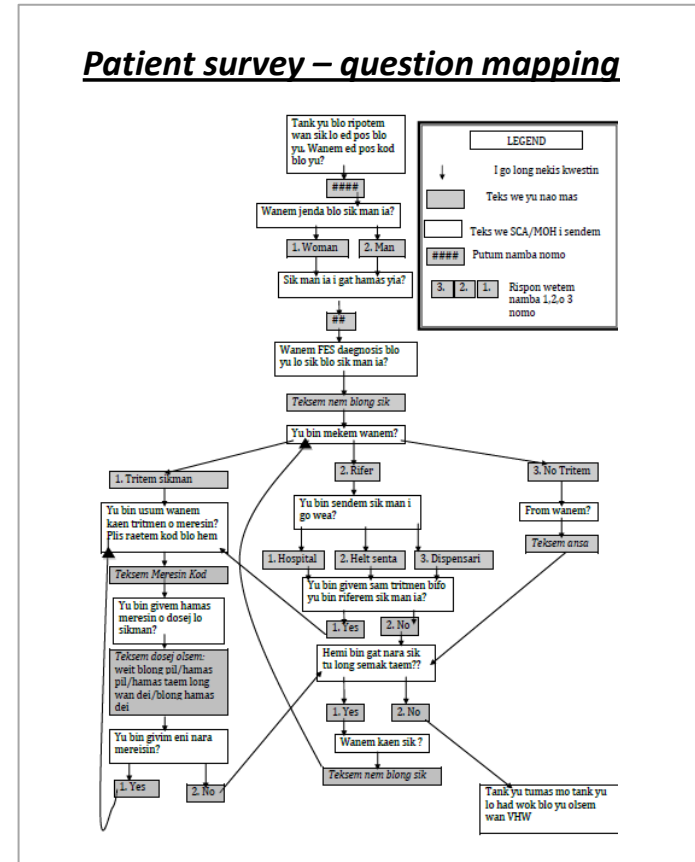 Patient survey – question mapping
Tank yu blo ripotem
wan sik lo ed pos blo
yu. Wanem ed pos kod
blo yu?
####
Wanem jenda blo sik man ia?
1. Woman
2. Man
Sik man ia i gat hamas yia?
##
Wanem FES daegnosis blo
yu lo sik blo sik man ia?
Teksem nem blong sik
Yu bin mekem wanem?
LEGEND
I go long nekis kwestin
Teks we yu nao mas
Teks we SCA/MOH i sendem
####
Putum namba nomo
3.
2.
1.
Rispon wetem
namba 1,2,o 3
nomo
1. Tritem sikman
Yu bin usum wanem
kaen tritmen o meresin?
Plis raetem kod blo hem
Teksem Meresin Kod
Yu bin givem hamas
meresin o dosej lo
sikman?
Teksem dosej olsem:
weit blong pil/hamas
pil/hamas taem long
wan dei/blong hamas
dei
Yu bin givim eni nara
mereisin?
1. Yes
2. No
2. Rifer
Yu bin sendem sik man i
go wea?
1. Hospital
2. Helt senta
3. Dispensari
Yu bin givem sam tritmen bifo
yu bin riferem sik man ia?
1. Yes
2. No
Hemi bin gat nara sik
tu long semak taem??
1. Yes
2. No
Wanem kaen sik ?
Teksem nem blong sik
3. No Tritem
From wanem?
Teksem ansa
Tank yu tumas mo tank yu
lo had wok blo yu olsem
wan VHW